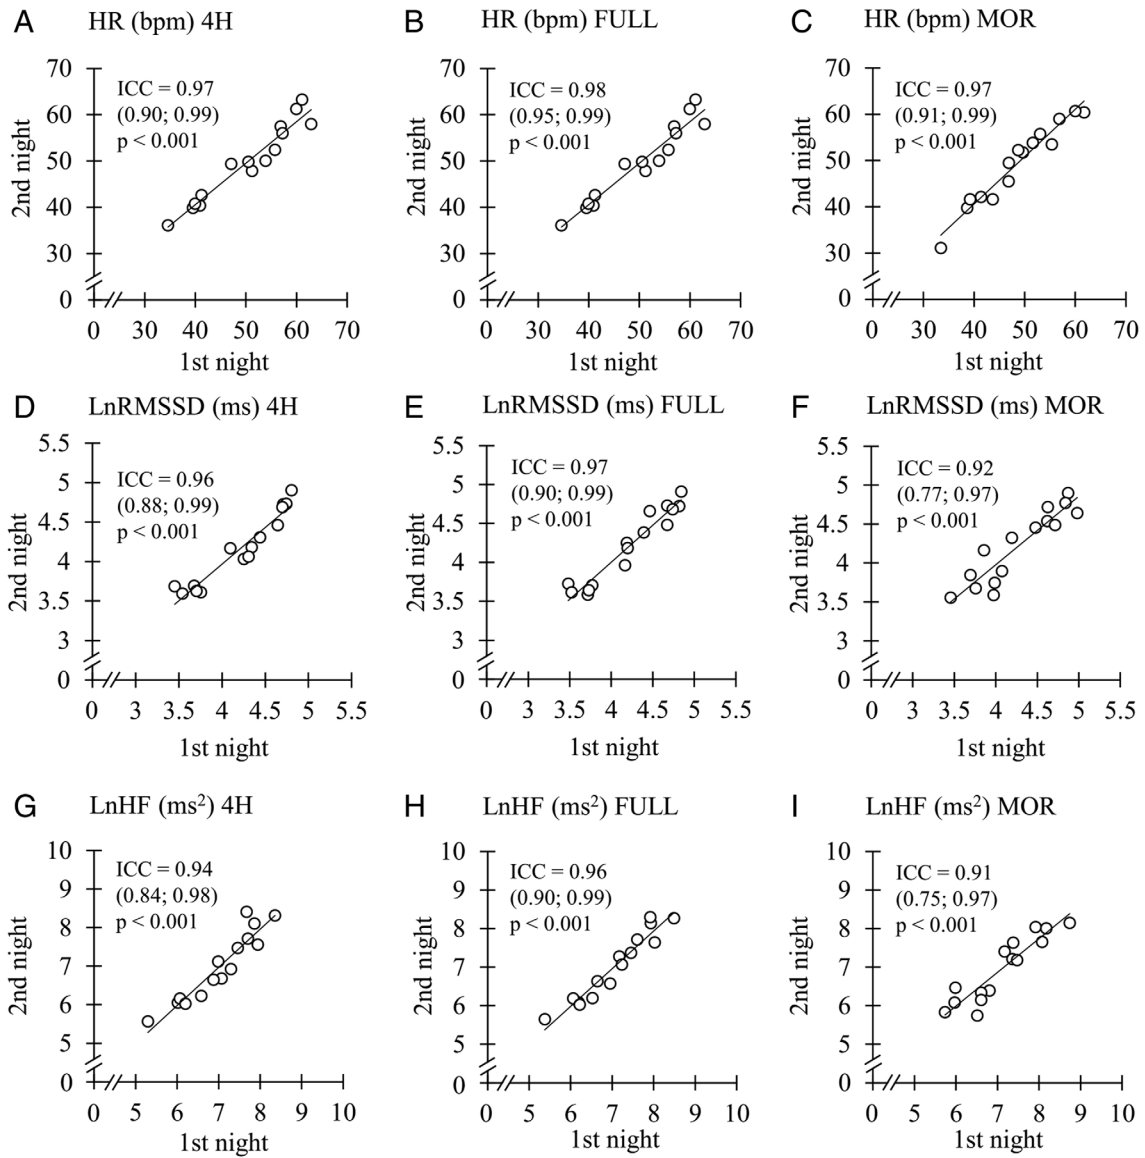 A HR (bpm) 4H
70
60
50
40
30
0
2nd night
ICC = 0.97
(0.90; 0.99)
p < 0.001
0 30 40 50 60 70
1st night
B HR (bpm) FULL
70
60
50
40
30
0
2nd night
ICC = 0.98
(0.95; 0.99)
p < 0.001
0 30 40 50 60 70
1st night
C HR (bpm) MOR
70
60
50
40
30
0
2nd night
ICC = 0.97
(0.91; 0.99)
p < 0.001
0 30 40 50 60 70
1st night
D LnRMSSD (ms) 4H
5.5
5
4.5
4
3.5
3
0
2nd night
ICC = 0.96
(0.88; 0.99)
p < 0.001
0 3 3.5 4 4.5 5 5.5
1st night
E LnRMSSD (ms) FULL
5.5
5
4.5
4
3.5
3
0
2nd night
ICC = 0.97
(0.90; 0.99)
p < 0.001
0 3 3.5 4 4.5 5 5.5
1st night
F LnRMSSD (ms) MOR
5.5
5
4.5
4
3.5
3
0
2nd night
ICC = 0.92
(0.77; 0.97)
p < 0.001
0 3 3.5 4 4.5 5 5.5
1st night
G LnHF (ms²) 4H
10
9
8
7
6
5
0
2nd night
ICC = 0.94
(0.84; 0.98)
p < 0.001
0 5 6 7 8 9 10
1st night
H LnHF (ms²) FULL
10
9
8
7
6
5
0
2nd night
ICC = 0.96
(0.90; 0.99)
p < 0.001
0 5 6 7 8 9 10
1st night
I LnHF (ms²) MOR
10
9
8
7
6
5
0
2nd night
ICC = 0.91
(0.75; 0.97)
p < 0.001
0 5 6 7 8 9 10
1st night